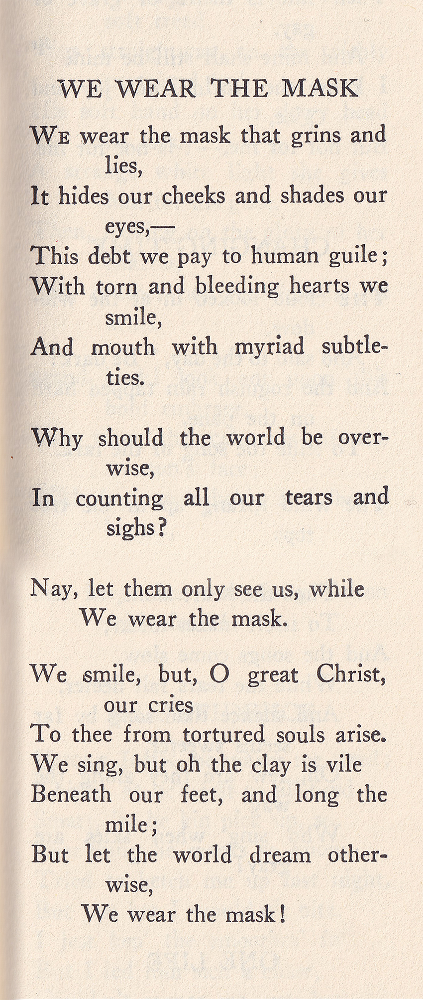 WE WEAR THE MASK
WE wear the mask that grins and
lies,
It hides our cheeks and shades our
eyes,—
This debt we pay to human guile;
With torn and bleeding hearts we
smile,
And mouth with myriad subtle-
ties.
Why should the world be over-
wise,
In counting all our tears and
sighs?
Nay, let them only see us, while
We wear the mask.
We smile, but, O great Christ,
our cries
To thee from tortured souls arise.
We sing, but oh the clay is vile
Beneath our feet, and long the
mile;
But let the world dream other-
wise,
We wear the mask!